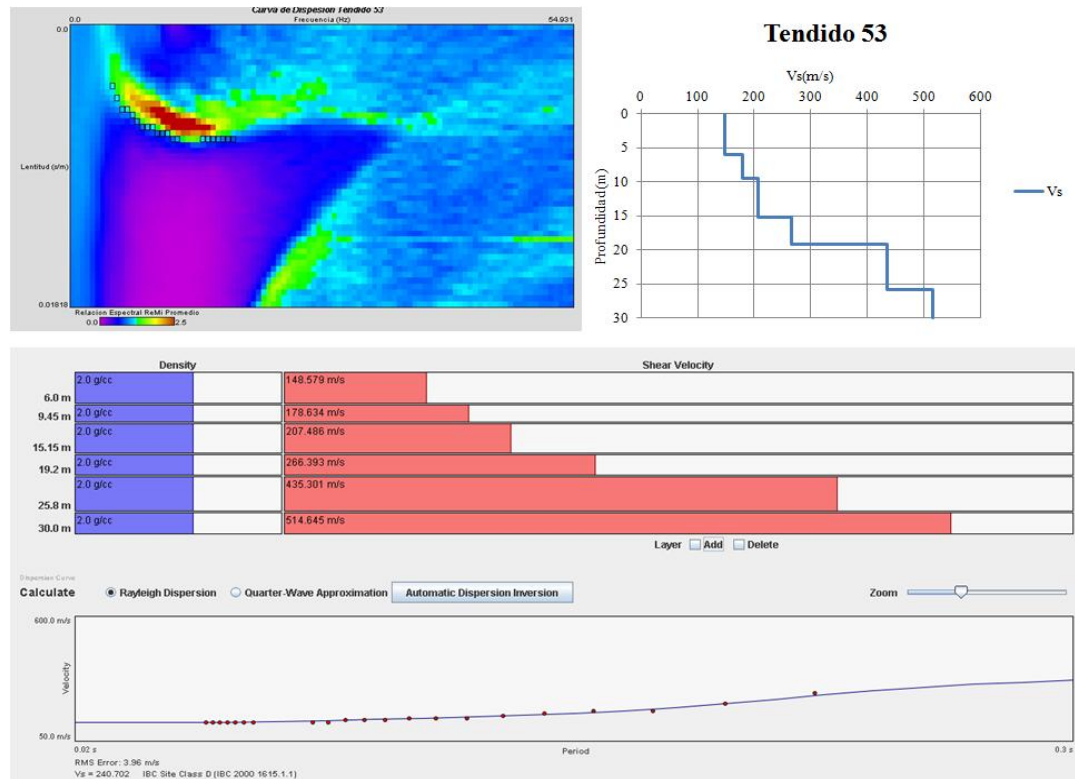 Curva de Dispesión Tendido 53
0.0 Frecuencia (Hz) 54.931
0.0
Lentitud (s/m)
0.01818
Relacion Espectral ReMi Promedio
0.0 2.5
Tendido 53
Vs(m/s)
0 100 200 300 400 500 600
0
5
10
15
20
25
30
Profundidad(m)
Vs
Density Shear Velocity
2.0 g/cc 148.579 m/s
6.0 m
2.0 g/cc 178.634 m/s
9.45 m
2.0 g/cc 207.486 m/s
15.15 m
2.0 g/cc 266.393 m/s
19.2 m
2.0 g/cc 435.301 m/s
25.8 m
2.0 g/cc 514.645 m/s
30.0 m
Layer Add Delete
Dispersion Curve
Calculate Rayleigh Dispersion Quarter-Wave Approximation Automatic Dispersion Inversion Zoom
600.0 m/s
Velocity
50.0 m/s
0.02 s Period 0.3 s
RMS Error: 3.96 m/s
Vs = 240.702 IBC Site Class D (IBC 2000 1615.1.1)